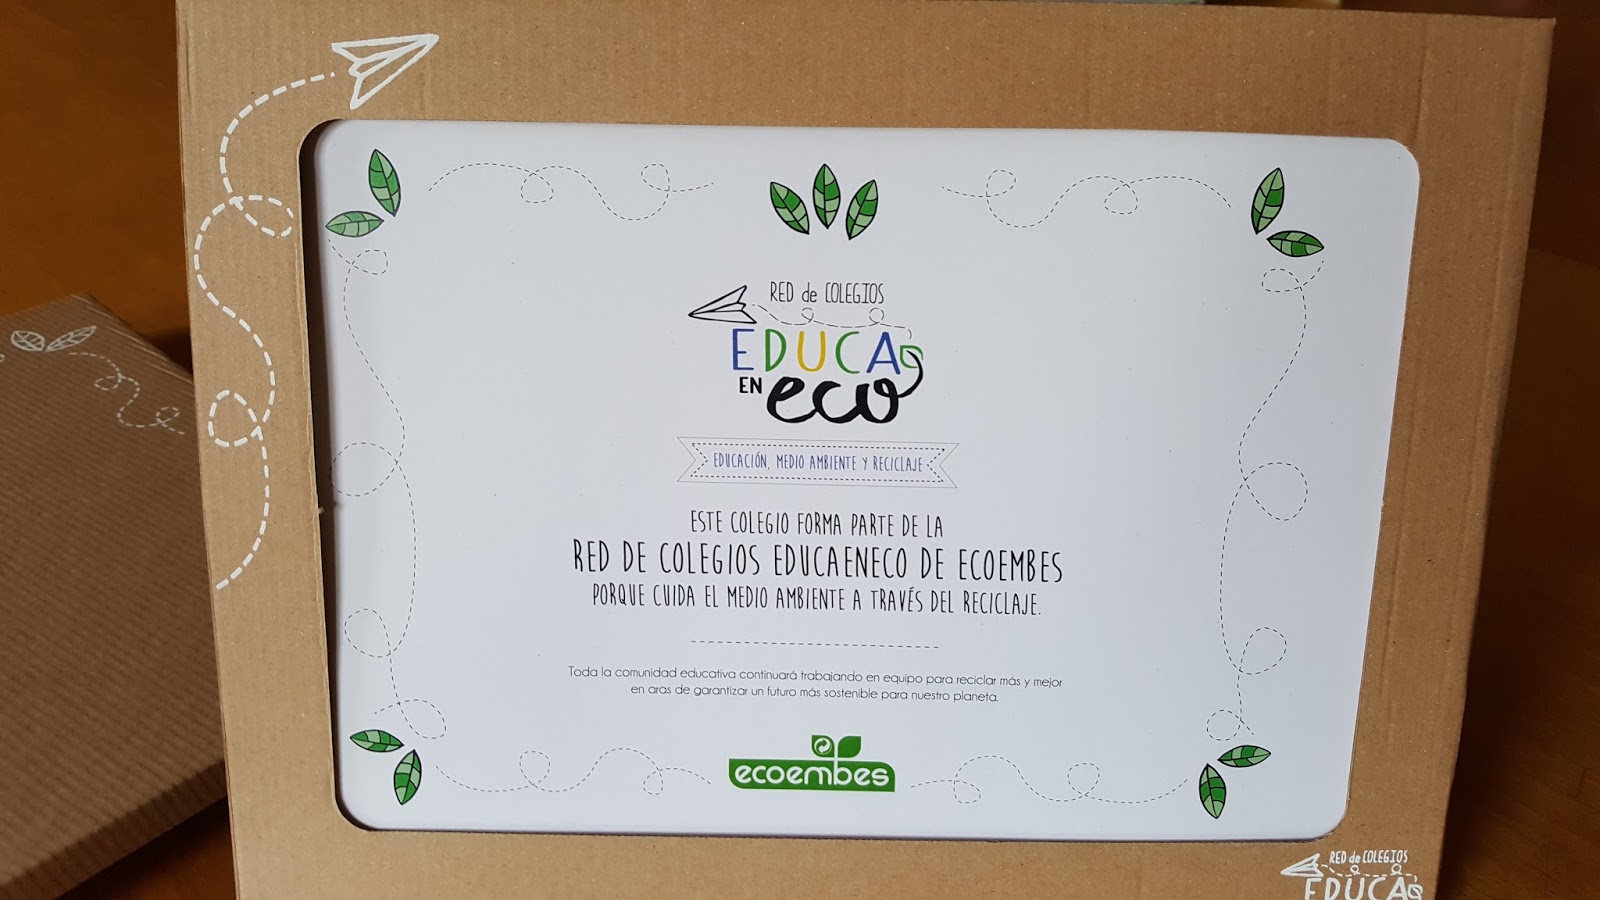 RED de COLEGIOS
EDUCA
EN eco
EDUCACIÓN, MEDIO AMBIENTE Y RECICLAJE
ESTE COLEGIO FORMA PARTE DE LA
RED DE COLEGIOS EDUCAENECO DE ECOEMBES
PORQUE CUIDA EL MEDIO AMBIENTE A TRAVÉS DEL RECICLAJE.
Toda la comunidad educativa continuará trabajando en equipo para reciclar más y mejor
en aras de garantizar un futuro más sostenible para nuestro planeta.
ecoembes
RED de COLEGIOS
EDUCA